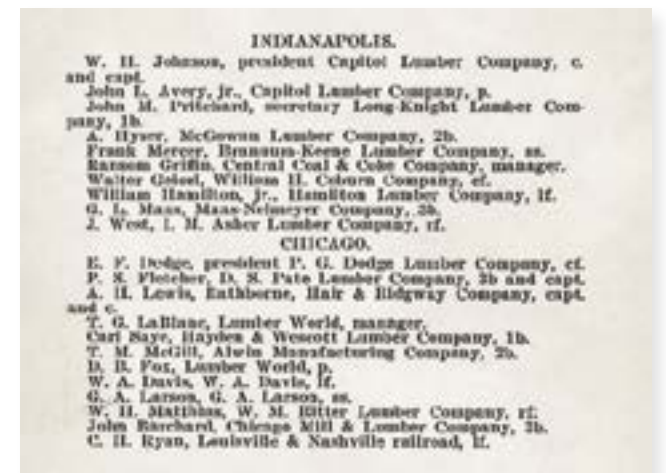 INDIANAPOLIS.
W. H. Johnson, president Capitol Lumber Company, c.
and capt.
John L. Avery, jr., Capitol Lumber Company, p.
John M. Pritchard, secretary Long-Knight Lumber Com-
pany, 1b.
A. Hyser, McGowan Lumber Company, 2b.
Frank Mercer, Brannum-Keene Lumber Company, ss.
Ransom Griffin, Central Coal & Coke Company, manager.
Walter Geisel, William H. Coburn Company, cf.
William Hamilton, jr., Hamilton Lumber Company, lf.
G. L. Maas, Maas-Neimeyer Company, 3b.
J. West, I. M. Asher Lumber Company, rf.
CHICAGO.
E. F. Dodge, president P. G. Dodge Lumber Company, cf.
P. S. Fletcher, D. S. Pate Lumber Company, 3b and capt.
A. H. Lewis, Rathborne, Hair & Ridgway Company, capt.
and c.
T. G. LaBlanc, Lumber World, manager.
Carl Saye, Hayden & Wescott Lumber Company, 1b.
T. M. McGill, Alwin Manufacturing Company, 2b.
D. B. Fox, Lumber World, p.
W. A. Davis, W. A. Davis, lf.
G. A. Larson, G. A. Larson, ss.
W. H. Matthias, W. M. Ritter Lumber Company, rf.
John Chicago Mill & Lumber Company, 3b.
C. H. Ryan, Louisville & Nashville railroad, lf.